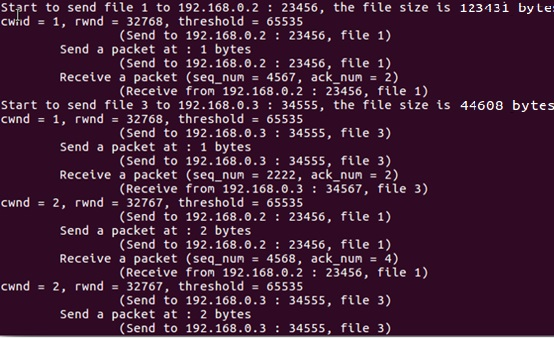 Start to send file 1 to 192.168.0.2 : 23456, the file size is 123431 bytes
cwnd = 1, rwnd = 32768, threshold = 65535
(Send to 192.168.0.2 : 23456, file 1)
Send a packet at : 1 bytes
(Send to 192.168.0.2 : 23456, file 1)
Receive a packet (seq_num = 4567, ack_num = 2)
(Receive from 192.168.0.2 : 23456, file 1)
Start to send file 3 to 192.168.0.3 : 34555, the file size is 44608 bytes
cwnd = 1, rwnd = 32768, threshold = 65535
(Send to 192.168.0.3 : 34555, file 3)
Send a packet at : 1 bytes
(Send to 192.168.0.3 : 34555, file 3)
Receive a packet (seq_num = 2222, ack_num = 2)
(Receive from 192.168.0.3 : 34567, file 3)
cwnd = 2, rwnd = 32767, threshold = 65535
(Send to 192.168.0.2 : 23456, file 1)
Send a packet at : 2 bytes
(Send to 192.168.0.2 : 23456, file 1)
Receive a packet (seq_num = 4568, ack_num = 4)
(Receive from 192.168.0.2 : 23456, file 1)
cwnd = 2, rwnd = 32767, threshold = 65535
(Send to 192.168.0.3 : 34555, file 3)
Send a packet at : 2 bytes
(Send to 192.168.0.3 : 34555, file 3)